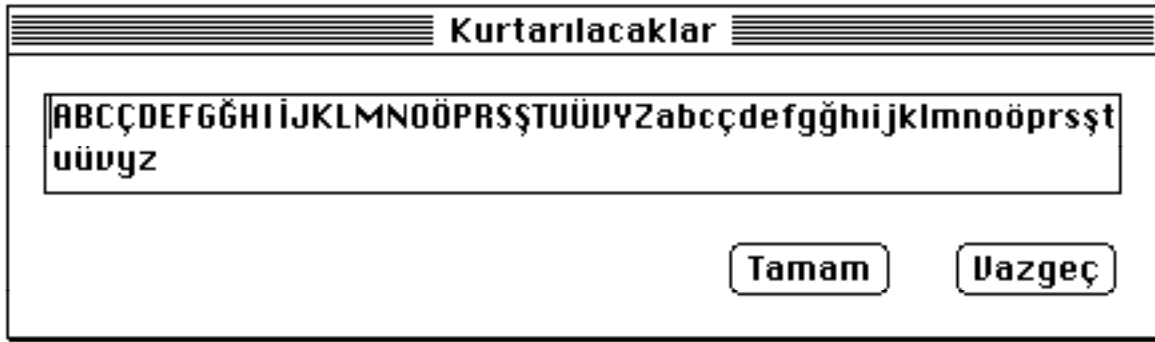 Kurtarılacaklar
ABCÇDEFGĞHIİJKLMNOÖPRSŞTUÜVYZabcçdefgğhıijklmnoöprsşt
uüvyz
Tamam Vazgeç